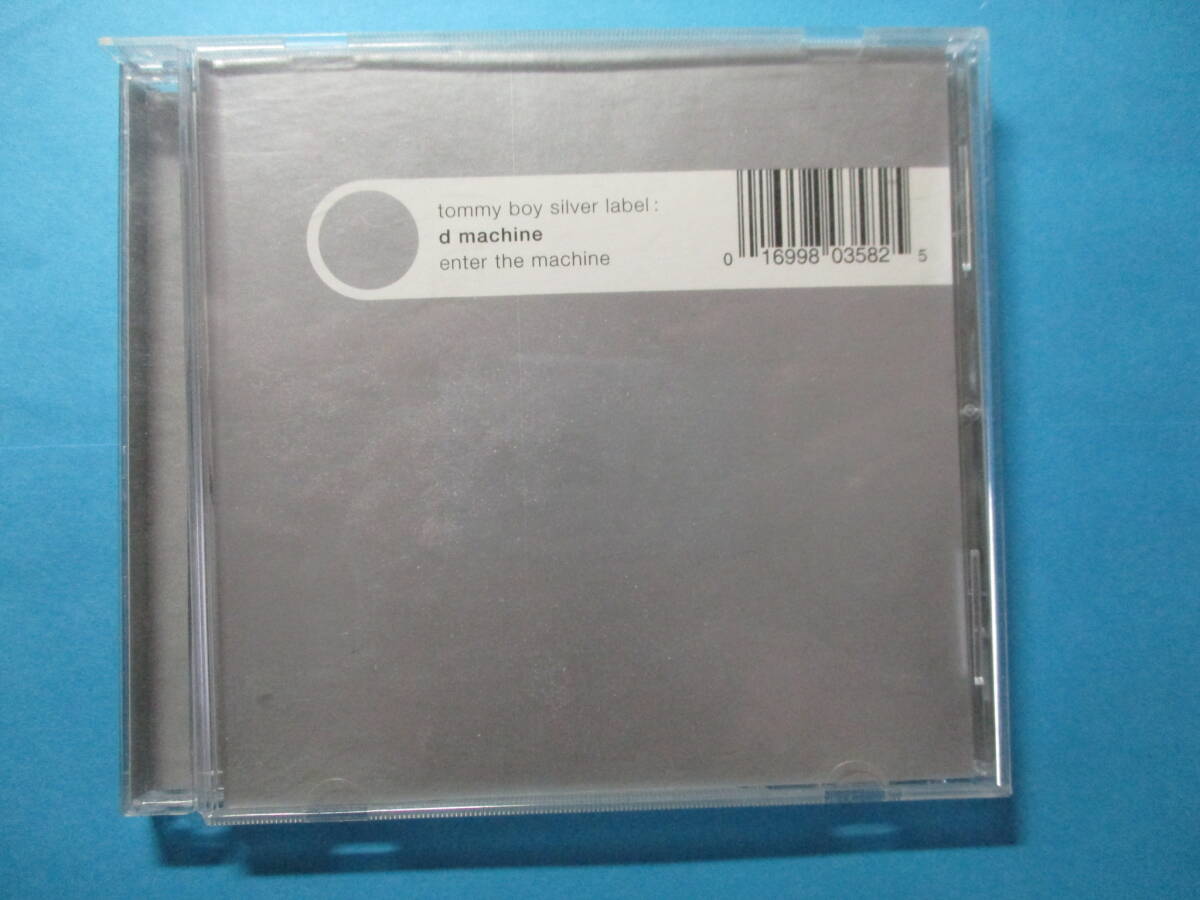 tommy boy silver label :
d machine
enter the machine
0 16998 03582 5